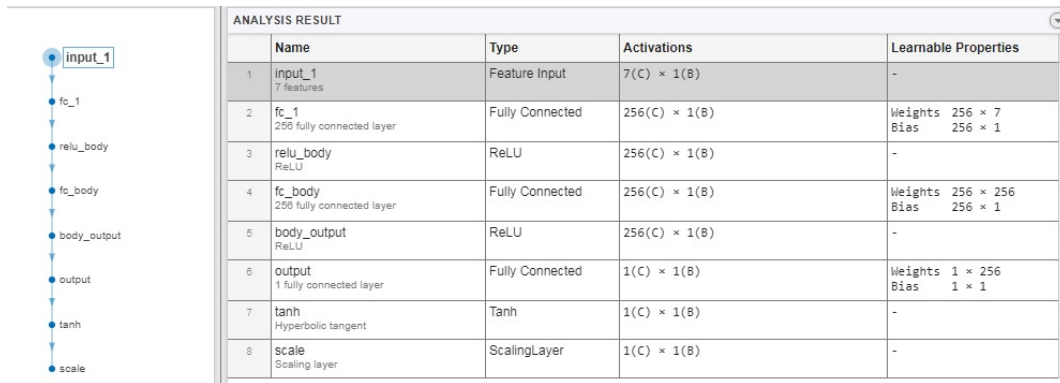 input_1
fc_1
relu_body
fc_body
body_output
output
tanh
scale
ANALYSIS RESULT
Name Type Activations Learnable Properties
1 input_1 Feature Input 7(C) × 1(B) -
7 features
2 fc_1 Fully Connected 256(C) × 1(B) Weights 256 × 7
256 fully connected layer Bias 256 × 1
3 relu_body ReLU 256(C) × 1(B) -
ReLU
4 fc_body Fully Connected 256(C) × 1(B) Weights 256 × 256
256 fully connected layer Bias 256 × 1
5 body_output ReLU 256(C) × 1(B) -
ReLU
6 output Fully Connected 1(C) × 1(B) Weights 1 × 256
1 fully connected layer Bias 1 × 1
7 tanh Tanh 1(C) × 1(B) -
Hyperbolic tangent
8 scale ScalingLayer 1(C) × 1(B) -
Scaling layer